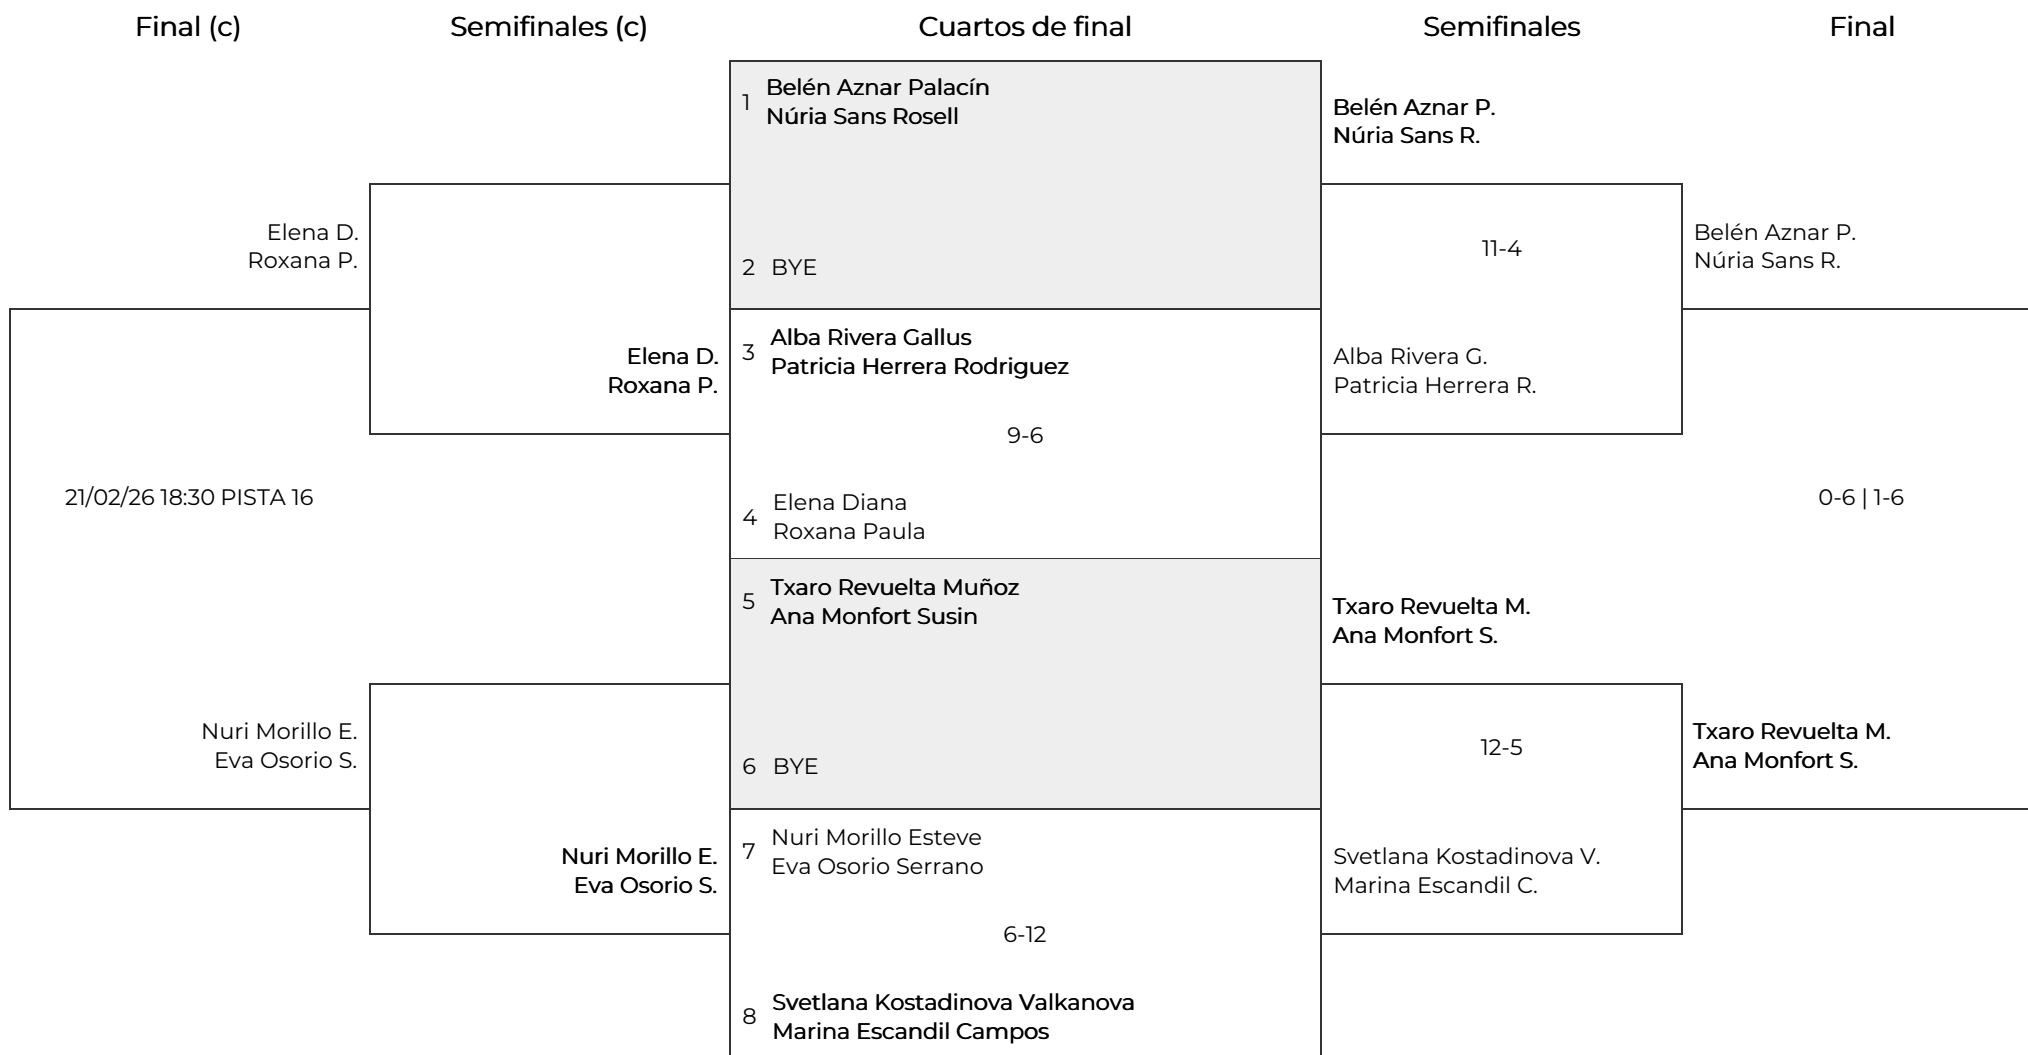 Final (c)
Semifinales (c)
Cuartos de final
Semifinales
Final
Elena D.
Roxana P.
21/02/26 18:30 PISTA 16
Nuri Morillo E.
Eva Osorio S.
Elena D.
Roxana P.
Nuri Morillo E.
Eva Osorio S.
1 Belén Aznar Palacín
Núria Sans Rosell
2 BYE
3 Alba Rivera Gallus
Patricia Herrera Rodriguez
9-6
4 Elena Diana
Roxana Paula
5 Txaro Revuelta Muñoz
Ana Monfort Susin
6 BYE
7 Nuri Morillo Esteve
Eva Osorio Serrano
6-12
8 Svetlana Kostadinova Valkanova
Marina Escandil Campos
Belén Aznar P.
Núria Sans R.
11-4
Alba Rivera G.
Patricia Herrera R.
Txaro Revuelta M.
Ana Monfort S.
12-5
Svetlana Kostadinova V.
Marina Escandil C.
Belén Aznar P.
Núria Sans R.
0-6 | 1-6
Txaro Revuelta M.
Ana Monfort S.